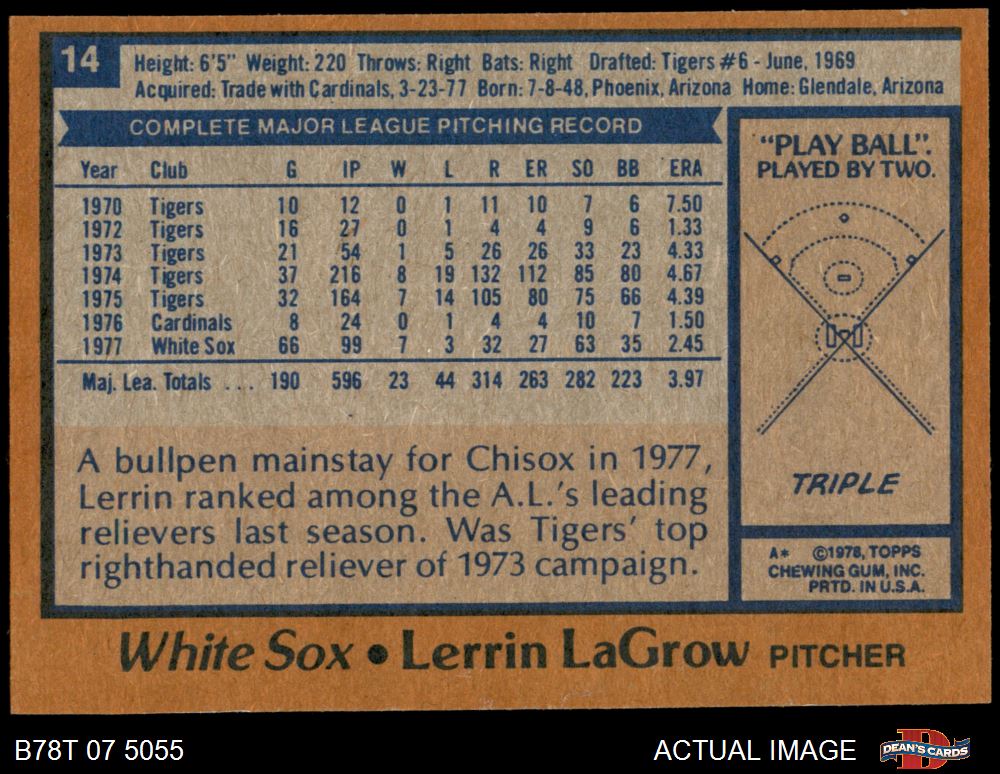 14
Height: 6'5" Weight: 220 Throws: Right Bats: Right Drafted: Tigers #6 - June, 1969
Acquired: Trade with Cardinals, 3-23-77 Born: 7-8-48, Phoenix, Arizona Home: Glendale, Arizona
COMPLETE MAJOR LEAGUE PITCHING RECORD
Year Club G IP W L R ER SO BB ERA
1970 Tigers 10 12 0 1 11 10 7 6 7.50
1972 Tigers 16 27 0 1 4 4 9 6 1.33
1973 Tigers 21 54 1 5 26 26 33 23 4.33
1974 Tigers 37 216 8 19 132 112 85 80 4.67
1975 Tigers 32 164 7 14 105 80 75 66 4.39
1976 Cardinals 8 24 0 1 4 4 10 7 1.50
1977 White Sox 66 99 7 3 32 27 63 35 2.45
Maj. Lea. Totals . . . 190 596 23 44 314 263 282 223 3.97
A bullpen mainstay for Chisox in 1977,
Lerrin ranked among the A.L.'s leading
relievers last season. Was Tigers' top
righthanded reliever of 1973 campaign.
"PLAY BALL".
PLAYED BY TWO.
TRIPLE
A* ©1978, TOPPS
CHEWING GUM, INC.
PRTD. IN U.S.A.
White Sox • Lerrin LaGrow PITCHER
B78T 07 5055
ACTUAL IMAGE
DEAN'S CARDS